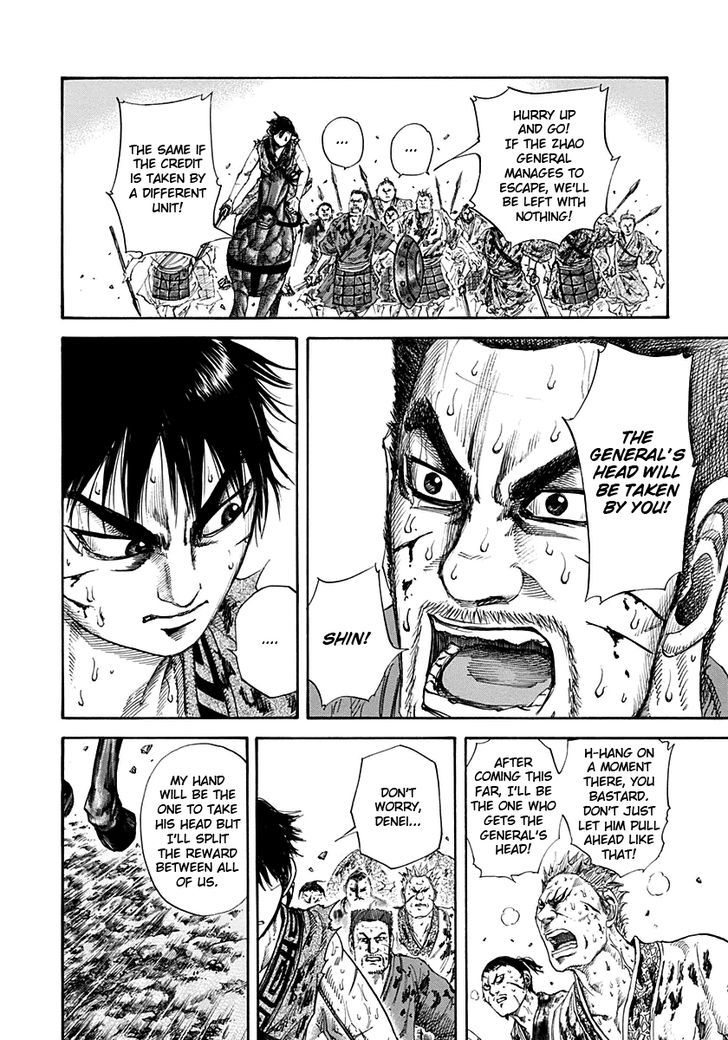 HURRY UP
AND GO!
IF THE ZHAO
GENERAL
MANAGES TO
ESCAPE, WE'LL
BE LEFT WITH
NOTHING!
...
...
THE SAME IF
THE CREDIT
IS TAKEN BY
A DIFFERENT
UNIT!
THE
GENERAL'S
HEAD WILL
BE TAKEN
BY YOU!
SHIN!
....
H-HANG ON
A MOMENT
THERE, YOU
BASTARD.
DON'T JUST
LET HIM PULL
AHEAD LIKE
THAT!
AFTER
COMING THIS
FAR, I'LL BE
THE ONE WHO
GETS THE
GENERAL'S
HEAD!
DON'T
WORRY,
DENEI...
MY HAND
WILL BE THE
ONE TO TAKE
HIS HEAD BUT
I'LL SPLIT
THE REWARD
BETWEEN ALL
OF US.